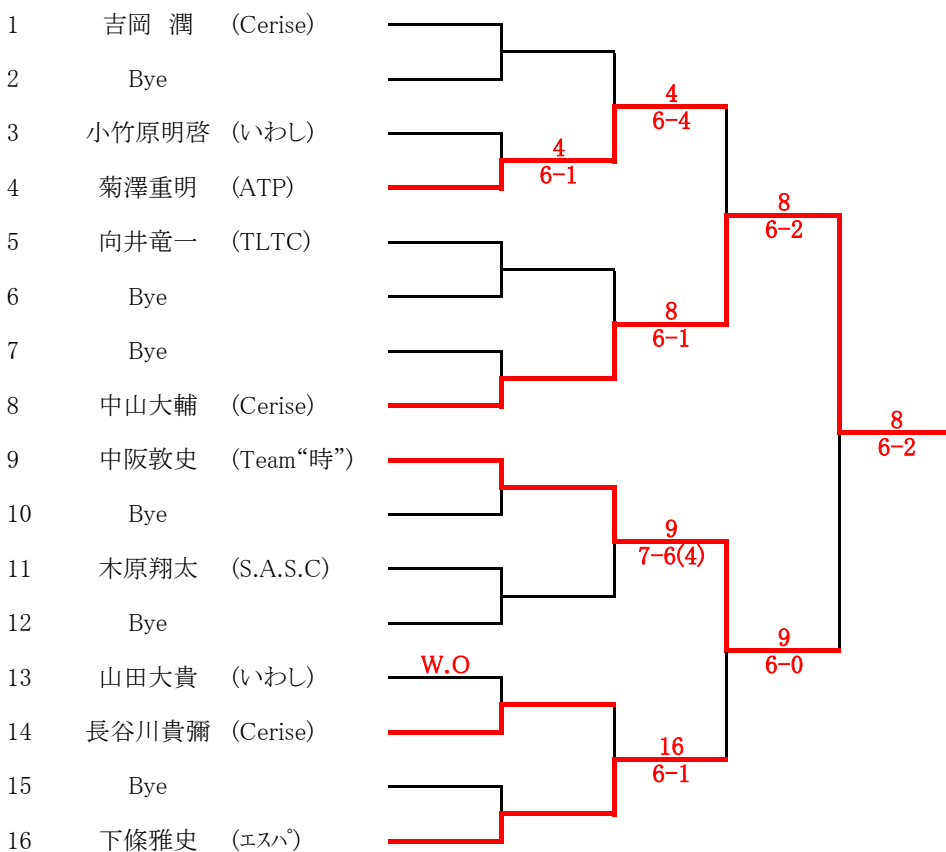 1 吉岡 潤 (Cerise)
4
2 Bye
6-4
3 小竹原明啓 (いわし)
4
6-1
4 菊澤重明 (ATP)
8
5 向井竜一 (TLTC)
6-2
6 Bye
8
6-1
7 Bye
8 中山大輔 (Cerise)
8
6-2
9 中阪敦史 (Team“時”)
10 Bye
9
7-6(4)
11 木原翔太 (S.A.S.C)
12 Bye
9
6-0
W.O
13 山田大貴 (いわし)
14 長谷川貴彌 (Cerise)
16
6-1
15 Bye
16 下條雅史 (エスパ)